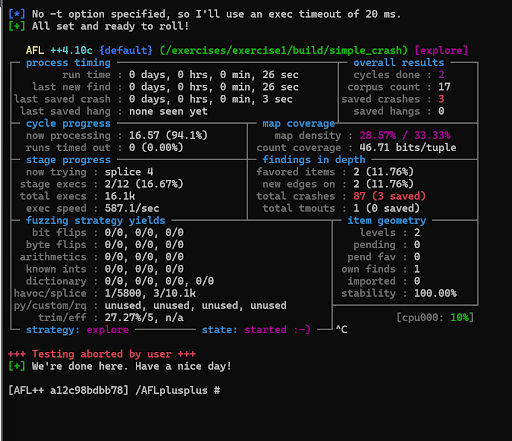 [*] No -t option specified, so I'll use an exec timeout of 20 ms.
[+] All set and ready to roll!
AFL ++4.10c {default} (/exercises/exercise1/build/simple_crash) [explore]
process timing overall results
run time : 0 days, 0 hrs, 0 min, 26 sec cycles done : 2
last new find : 0 days, 0 hrs, 0 min, 26 sec corpus count : 17
last saved crash : 0 days, 0 hrs, 0 min, 3 sec saved crashes : 3
last saved hang : none seen yet saved hangs : 0
cycle progress map coverage
now processing : 16.57 (94.1%) map density : 28.57% / 33.33%
runs timed out : 0 (0.00%) count coverage : 46.71 bits/tuple
stage progress findings in depth
now trying : splice 4 favored items : 2 (11.76%)
stage execs : 2/12 (16.67%) new edges on : 2 (11.76%)
total execs : 16.1k total crashes : 87 (3 saved)
exec speed : 587.1/sec total tmouts : 1 (0 saved)
fuzzing strategy yields item geometry
bit flips : 0/0, 0/0, 0/0 levels : 2
byte flips : 0/0, 0/0, 0/0 pending : 0
arithmetics : 0/0, 0/0, 0/0 pend fav : 0
known ints : 0/0, 0/0, 0/0 own finds : 1
dictionary : 0/0, 0/0, 0/0, 0/0 imported : 0
havoc/splice : 1/5800, 3/10.1k stability : 100.00%
py/custom/rq : unused, unused, unused, unused
trim/eff : 27.27%/5, n/a [cpu000: 10%]
strategy: explore state: started :-) ^C
+++ Testing aborted by user +++
[+] We're done here. Have a nice day!
[AFL++ a12c98bdbb78] /AFLplusplus #